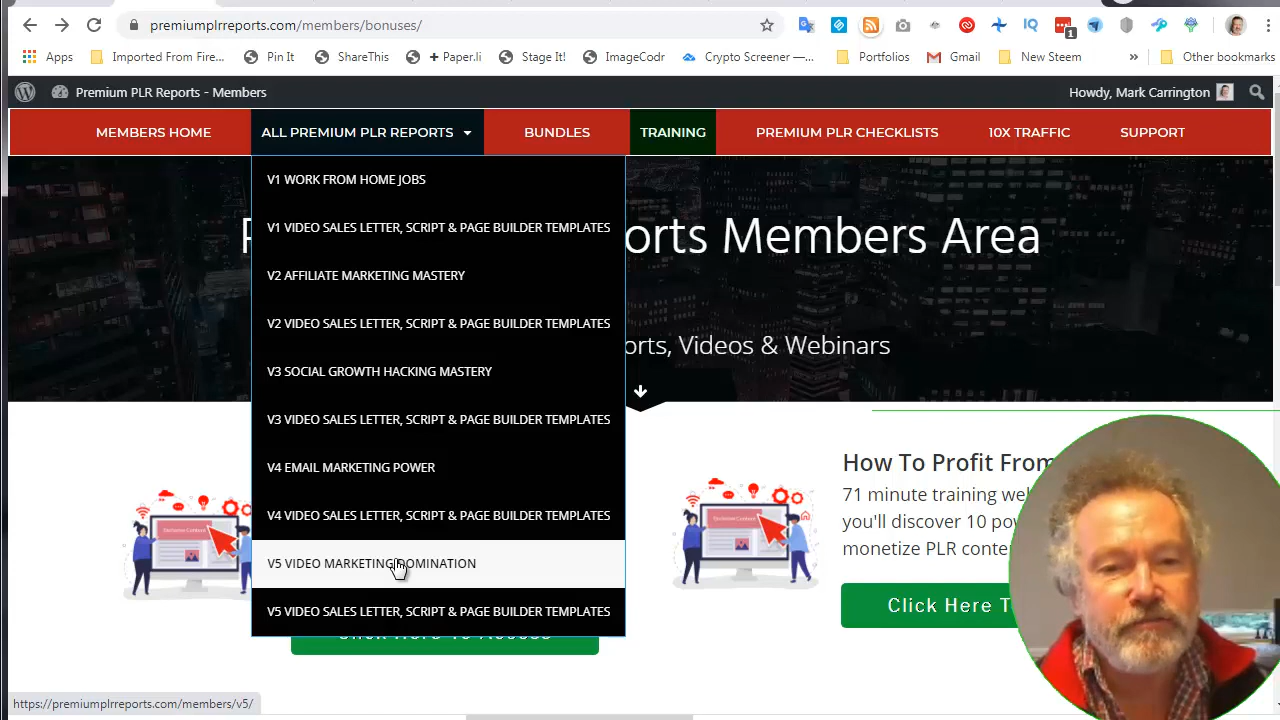 premiumplrreports.com/members/bonuses/
1
Apps Imported From Fire... Pin It ShareThis + Paper.li Stage It! ImageCodr Crypto Screener —... Portfolios Gmail New Steem » Other bookmarks
Premium PLR Reports - Members Howdy, Mark Carrington
MEMBERS HOME ALL PREMIUM PLR REPORTS BUNDLES TRAINING PREMIUM PLR CHECKLISTS 10X TRAFFIC SUPPORT
V1 WORK FROM HOME JOBS
V1 VIDEO SALES LETTER, SCRIPT & PAGE BUILDER TEMPLATES
orts Members Area
V2 AFFILIATE MARKETING MASTERY
V2 VIDEO SALES LETTER, SCRIPT & PAGE BUILDER TEMPLATES
orts, Videos & Webinars
V3 SOCIAL GROWTH HACKING MASTERY
V3 VIDEO SALES LETTER, SCRIPT & PAGE BUILDER TEMPLATES
V4 EMAIL MARKETING POWER
V4 VIDEO SALES LETTER, SCRIPT & PAGE BUILDER TEMPLATES
V5 VIDEO MARKETING DOMINATION
V5 VIDEO SALES LETTER, SCRIPT & PAGE BUILDER TEMPLATES
How To Profit From
71 minute training we
you'll discover 10 pow
monetize PLR conte
Click Here T
https://premiumplrreports.com/members/v5/